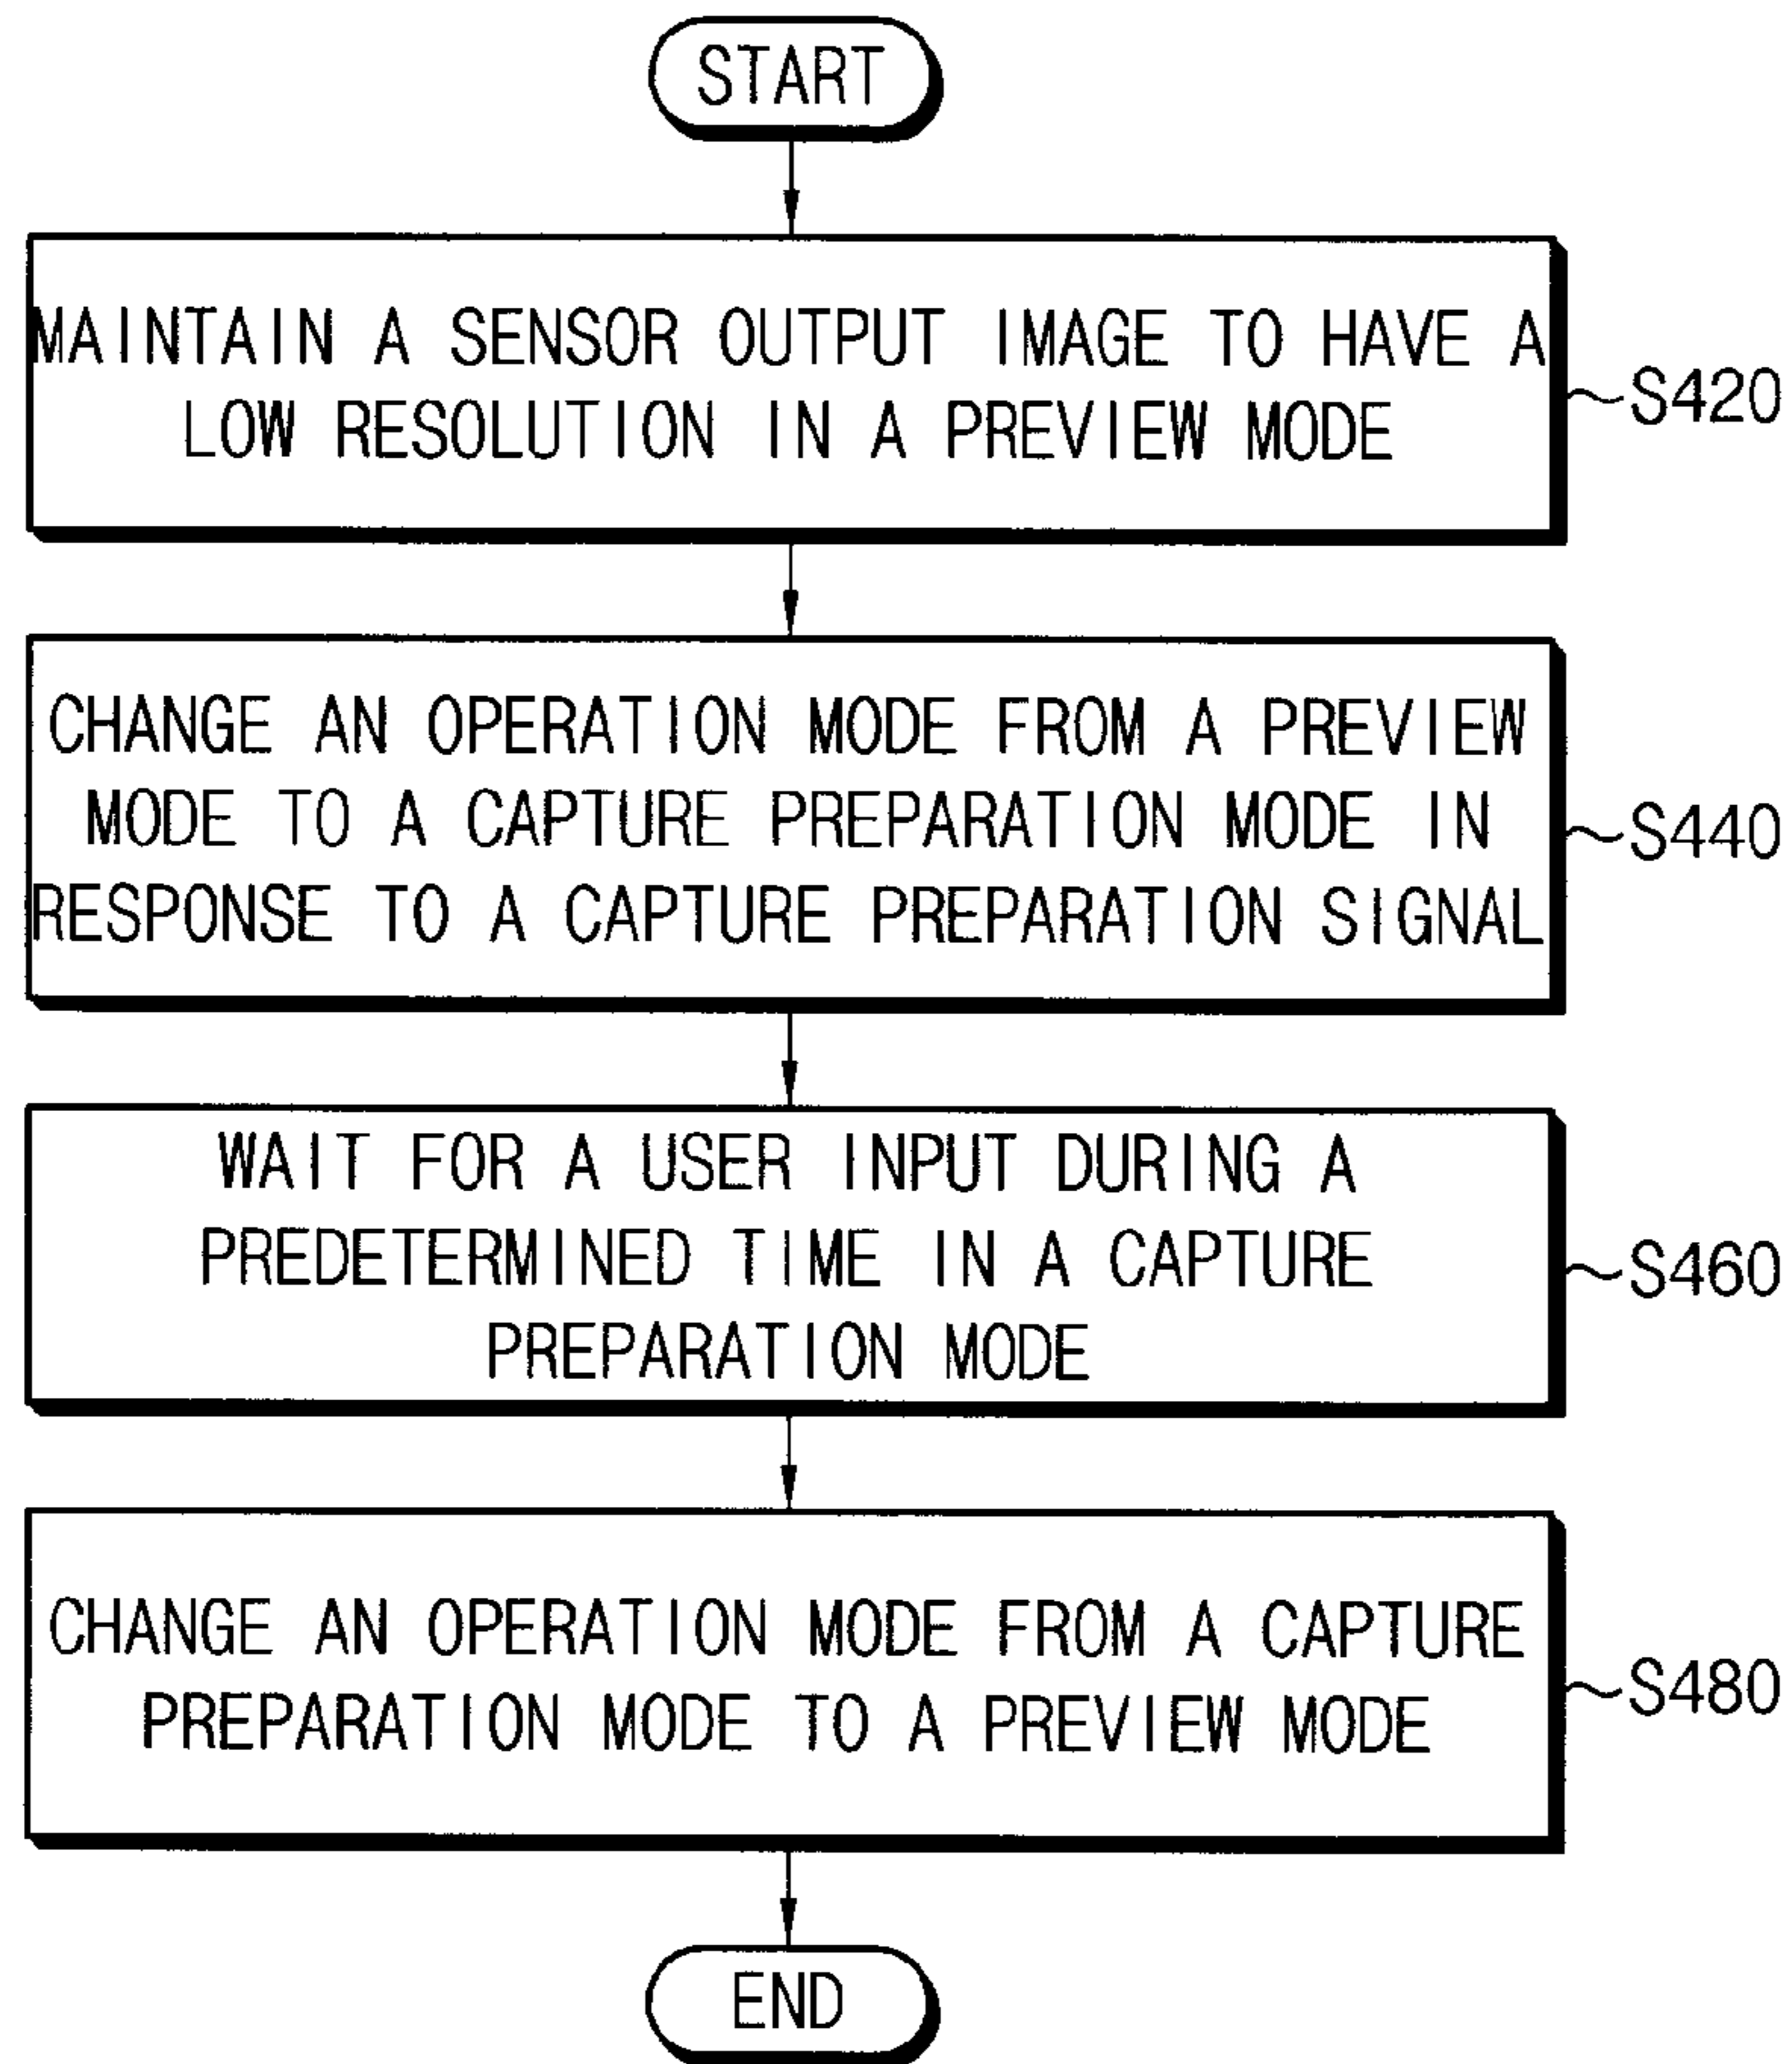 START
MAINTAIN A SENSOR OUTPUT IMAGE TO HAVE A
LOW RESOLUTION IN A PREVIEW MODE
S420
CHANGE AN OPERATION MODE FROM A PREVIEW
MODE TO A CAPTURE PREPARATION MODE IN
RESPONSE TO A CAPTURE PREPARATION SIGNAL
S440
WAIT FOR A USER INPUT DURING A
PREDETERMINED TIME IN A CAPTURE
PREPARATION MODE
S460
CHANGE AN OPERATION MODE FROM A CAPTURE
PREPARATION MODE TO A PREVIEW MODE
S480
END